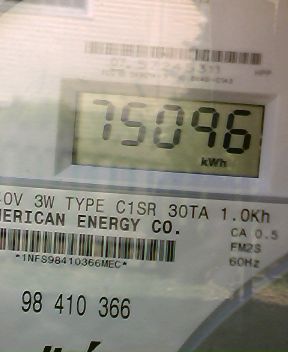 75096
kWh
0V 3W TYPE C1SR 30TA 1.0Kh
MERICAN ENERGY CO.
CA 0.5
FM2S
60Hz
*1NFS98410366MEC*
98 410 366